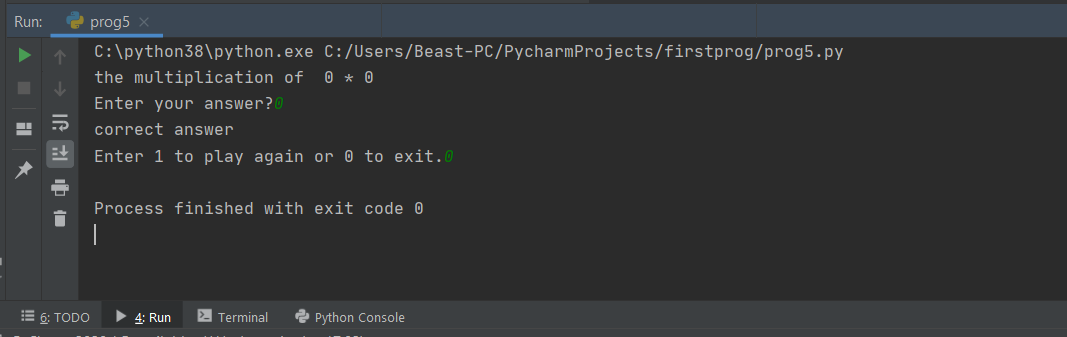 Run: prog5
C:\python38\python.exe C:/Users/Beast-PC/PycharmProjects/firstprog/prog5.py
the multiplication of  0 * 0
Enter your answer?0
correct answer
Enter 1 to play again or 0 to exit.0
Process finished with exit code 0
6: TODO 4: Run Terminal Python Console